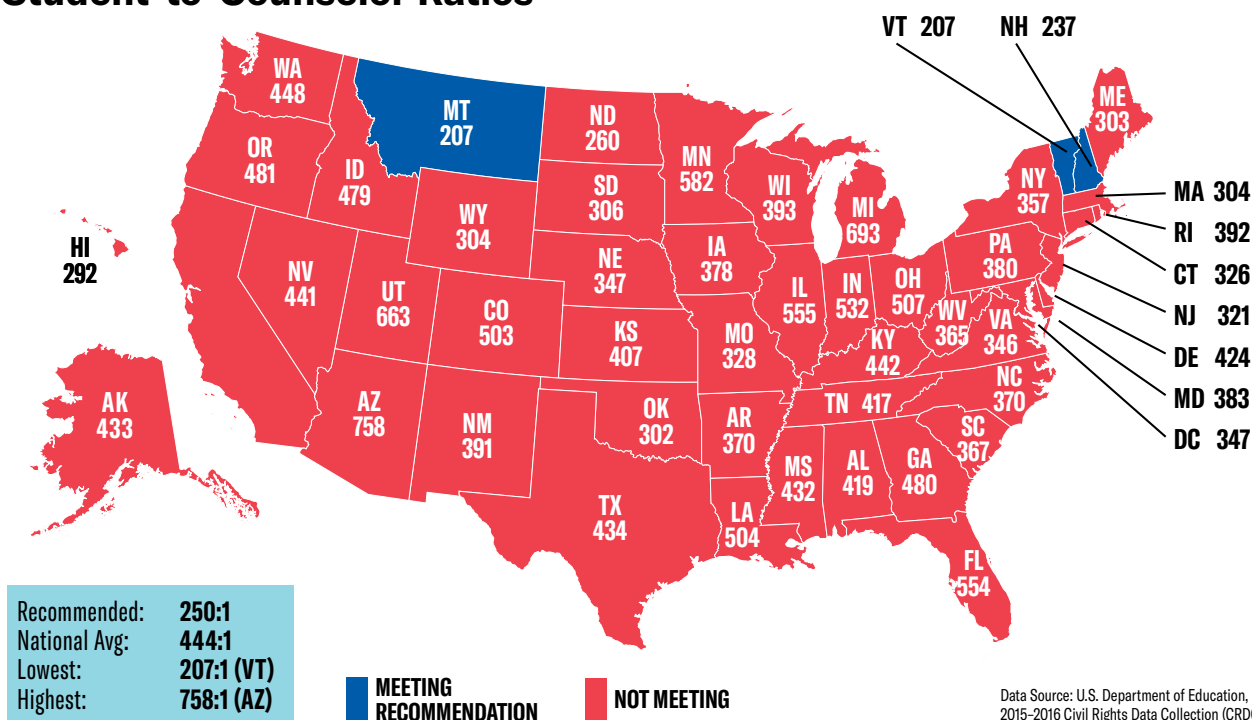 Student-to-Counselor Ratios
VT 207
NH 237
WA
448
MT
207
ND
260
ME
303
OR
481
ID
479
MN
582
SD
306
WI
393
NY
357
MI
693
MA 304
WY
304
RI 392
HI
292
IA
378
PA
380
NE
347
NV
441
UT
663
CO
503
IL
555
IN
532
OH
507
CT 326
WV
365
VA
346
NJ 321
KS
407
MO
328
KY
442
DE 424
AK
433
AZ
758
NM
391
OK
302
AR
370
TN 417
NC
370
MD 383
SC
367
DC 347
MS
432
AL
419
GA
480
TX
434
LA
504
FL
554
Recommended: 250:1
National Avg: 444:1
Lowest: 207:1 (VT)
Highest: 758:1 (AZ)
MEETING
RECOMMENDATION
NOT MEETING
Data Source: U.S. Department of Education,
2015–2016 Civil Rights Data Collection (CRD